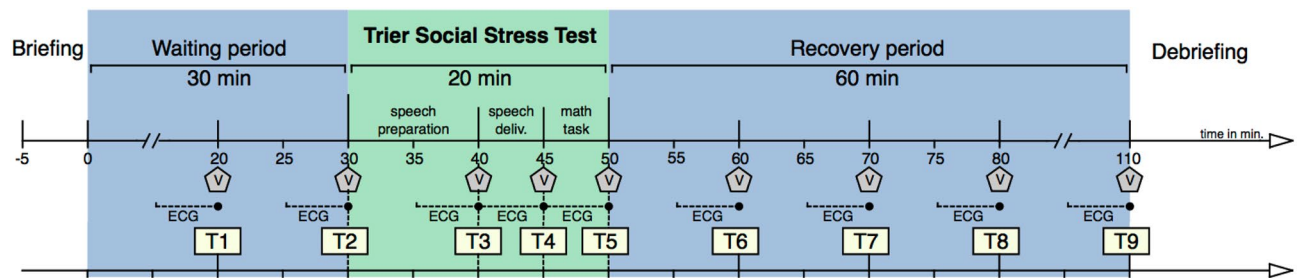 Trier Social Stress Test
Briefing Waiting period Recovery period Debriefing
30 min 20 min 60 min
speech preparation speech deliv. math task
time in min.
-5 0 20 25 30 35 40 45 50 55 60 65 70 75 80 110
V V V V V V V V V
ECG ECG ECG ECG ECG ECG ECG ECG ECG
T1 T2 T3 T4 T5 T6 T7 T8 T9